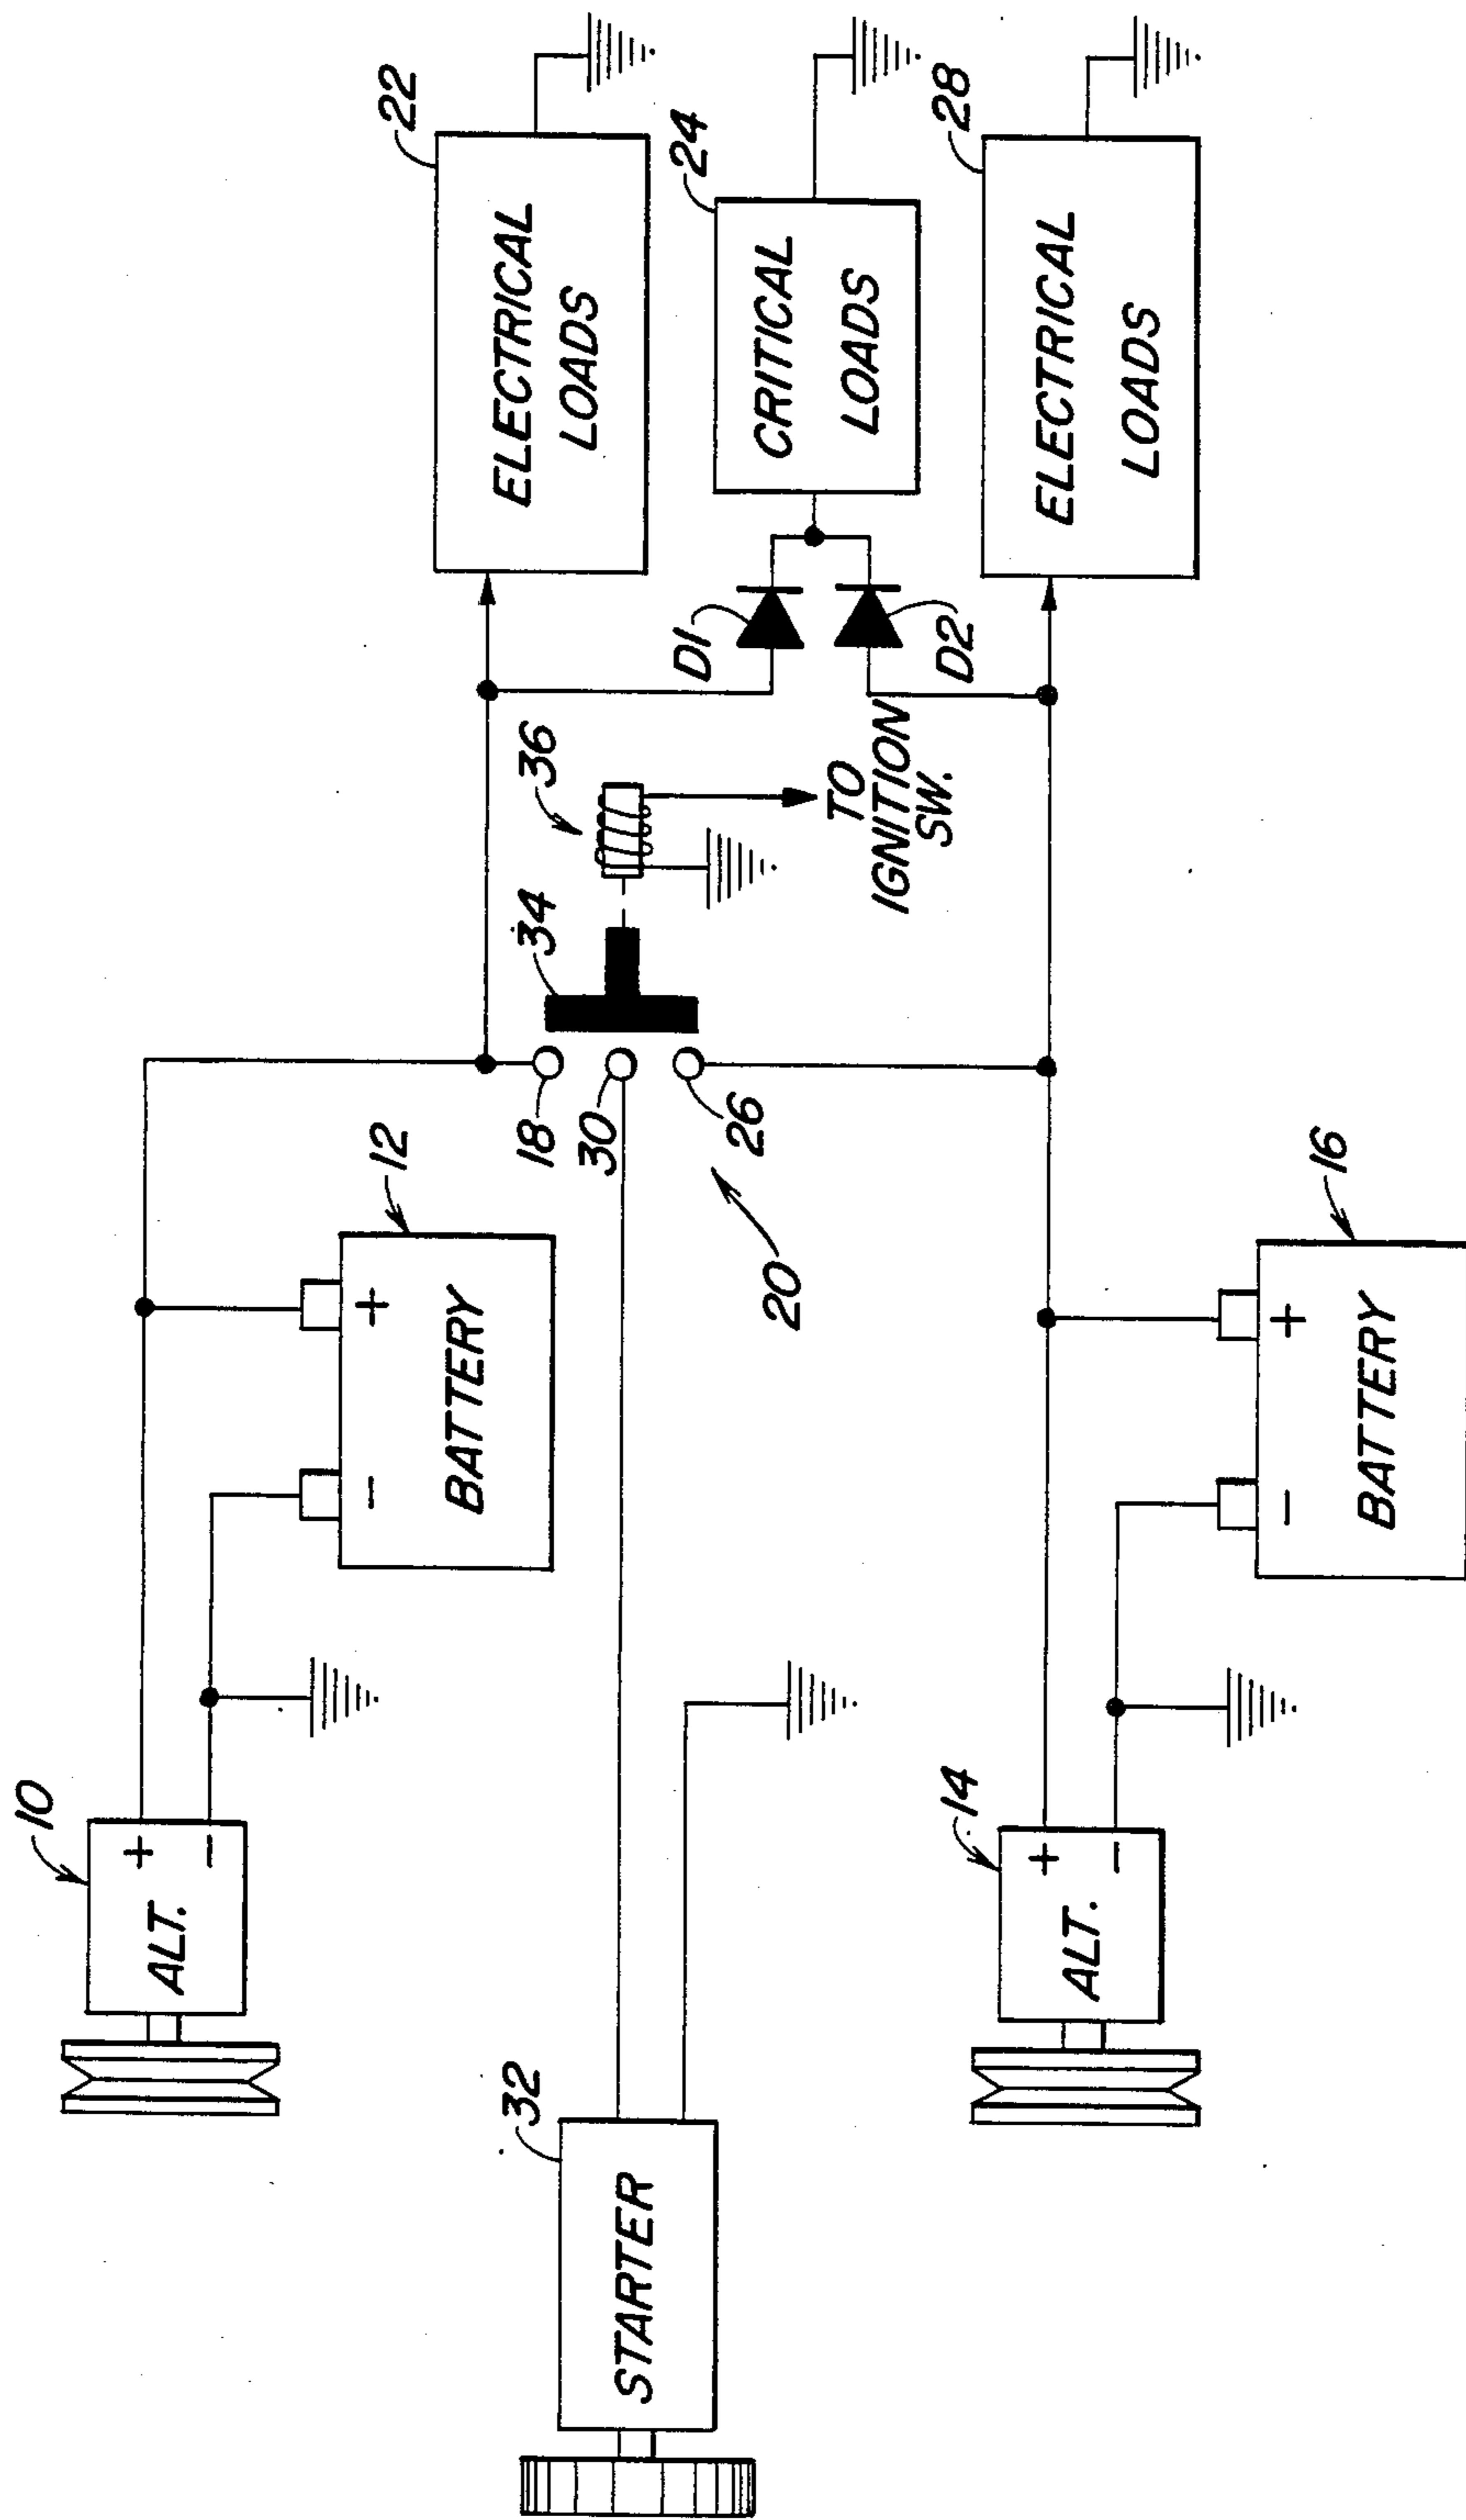 10
ALT.
+
-
12
+
-
BATTERY
22
ELECTRICAL
LOADS
18
30
26
20
34
36
TO
IGNITION
SW.
D1
D2
24
CRITICAL
LOADS
32
STARTER
14
ALT.
+
-
16
+
-
BATTERY
28
ELECTRICAL
LOADS